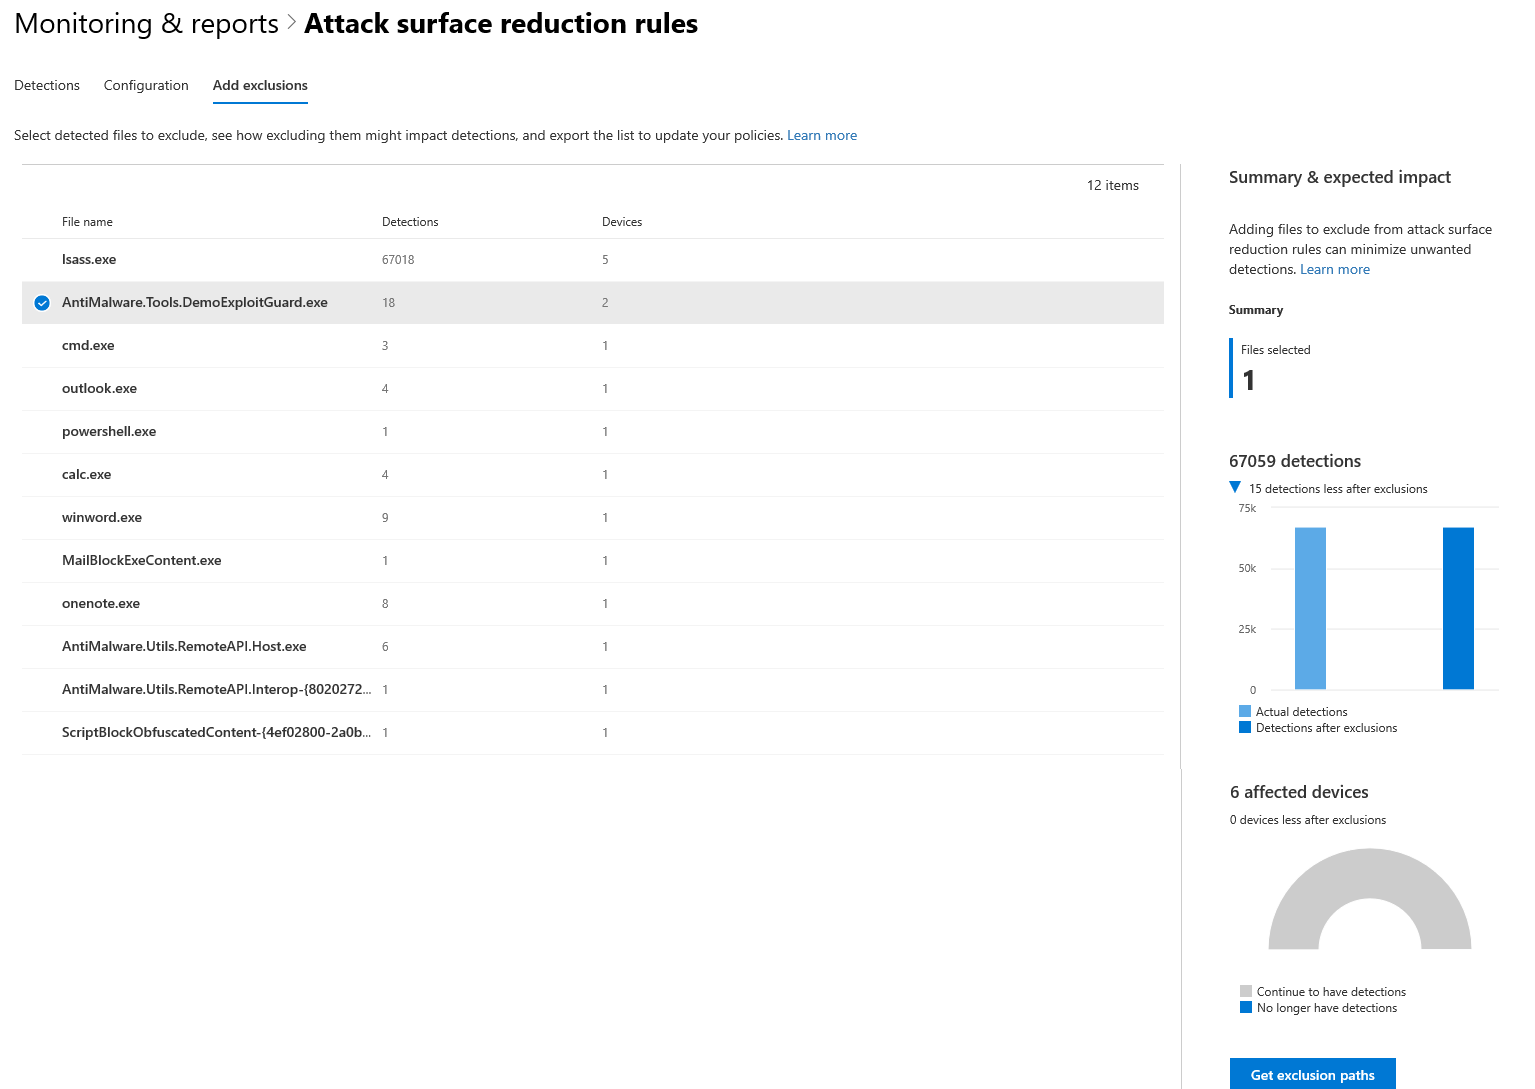 Monitoring & reports > Attack surface reduction rules
Detections Configuration Add exclusions
Select detected files to exclude, see how excluding them might impact detections, and export the list to update your policies. Learn more
12 items
File name Detections Devices
lsass.exe 67018 5
AntiMalware.Tools.DemoExploitGuard.exe 18 2
cmd.exe 3 1
outlook.exe 4 1
powershell.exe 1 1
calc.exe 4 1
winword.exe 9 1
MailBlockExeContent.exe 1 1
onenote.exe 8 1
AntiMalware.Utils.RemoteAPI.Host.exe 6 1
AntiMalware.Utils.RemoteAPI.Interop-{8020272... 1 1
ScriptBlockObfuscatedContent-{4ef02800-2a0b... 1 1
Summary & expected impact
Adding files to exclude from attack surface
reduction rules can minimize unwanted
detections. Learn more
Summary
Files selected
1
67059 detections
15 detections less after exclusions
75k
50k
25k
0
Actual detections
Detections after exclusions
6 affected devices
0 devices less after exclusions
Continue to have detections
No longer have detections
Get exclusion paths